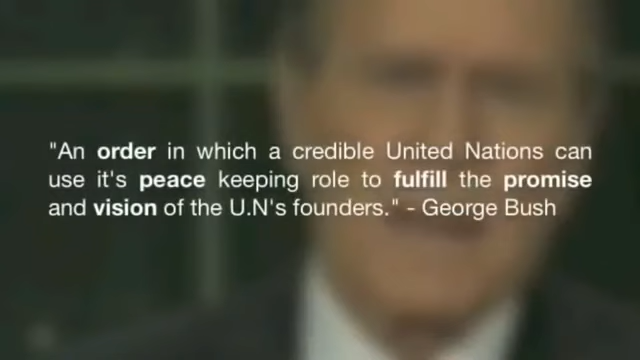 "An order in which a credible United Nations can
use it's peace keeping role to fulfill the promise
and vision of the U.N's founders." - George Bush